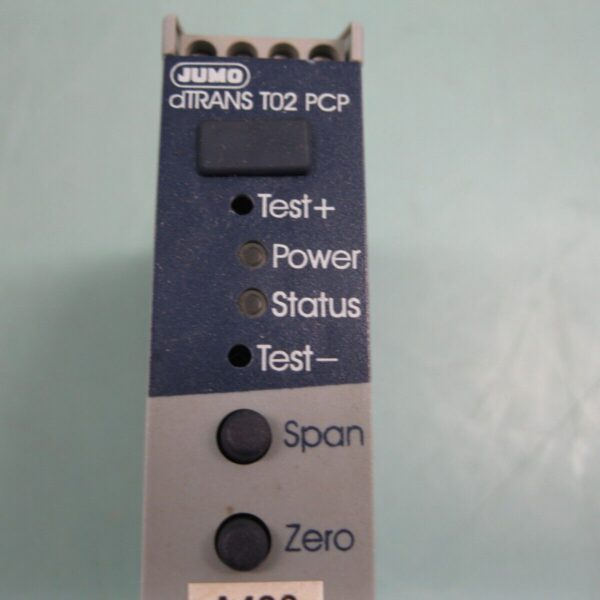 JUMO
dTRANS T02 PCP
Test+
Power
Status
Test−
Span
Zero